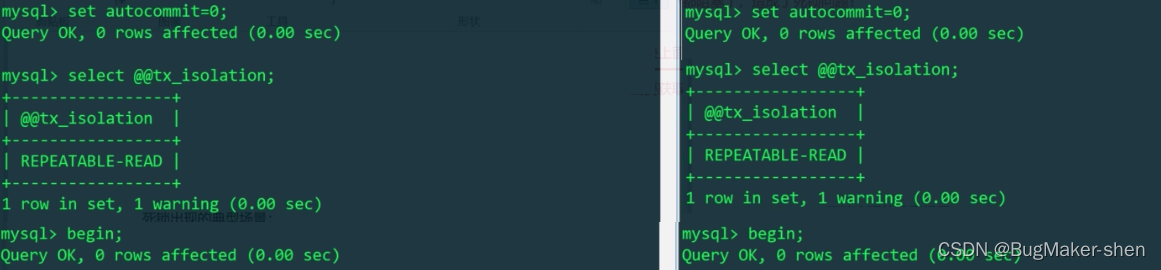 mysql> set autocommit=0;
Query OK, 0 rows affected (0.00 sec)
mysql> select @@tx_isolation;
+-----------------+
| @@tx_isolation  |
+-----------------+
| REPEATABLE-READ |
+-----------------+
1 row in set, 1 warning (0.00 sec)
mysql> begin;
Query OK, 0 rows affected (0.00 sec)
mysql> set autocommit=0;
Query OK, 0 rows affected (0.00 sec)
mysql> select @@tx_isolation;
+-----------------+
| @@tx_isolation  |
+-----------------+
| REPEATABLE-READ |
+-----------------+
1 row in set, 1 warning (0.00 sec)
mysql> begin;
Query OK, 0 rows affected (0.00 sec)
CSDN @BugMaker-shen
形状